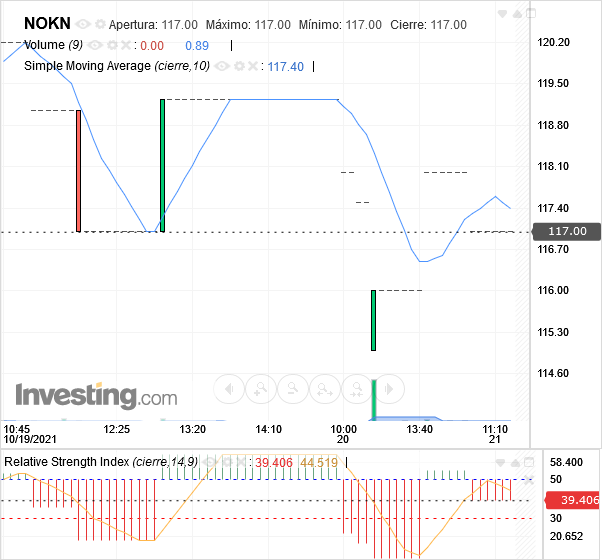 NOKN Apertura: 117.00 Máximo: 117.00 Mínimo: 117.00 Cierre: 117.00
Volume (9) : 0.00 0.89
Simple Moving Average (cierre,10) : 117.40
120.20
119.50
118.80
118.10
117.40
117.00
116.70
116.00
115.30
114.60
Investing.com
10:45 12:25 13:20 14:10 10:00 13:40 11:10
10/19/2021 20 21
Relative Strength Index (cierre,14,9) : 39.406 44.519
58.400
50
39.406
30
20.652